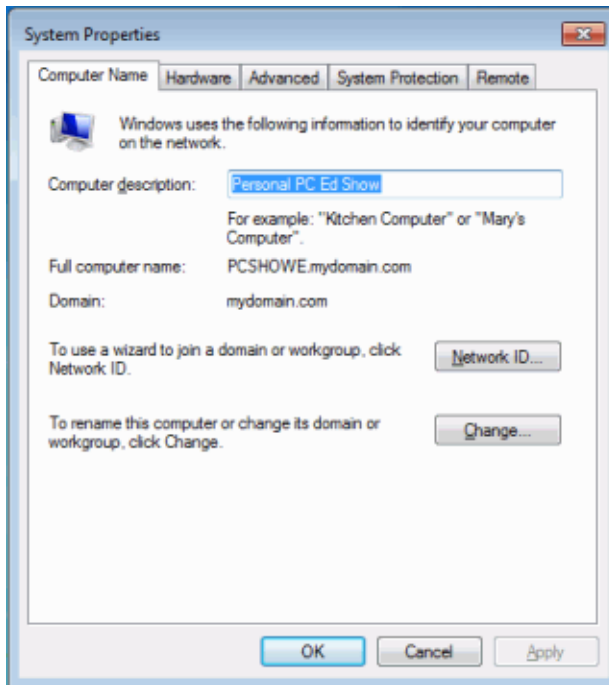 System Properties
Computer Name Hardware Advanced System Protection Remote
Windows uses the following information to identify your computer
on the network.
Computer description: Personal PC Ed Show
For example: "Kitchen Computer" or "Mary's
Computer".
Full computer name: PCSHOWE.mydomain.com
Domain: mydomain.com
To use a wizard to join a domain or workgroup, click
Network ID.
Network ID...
To rename this computer or change its domain or
workgroup, click Change.
Change...
OK Cancel Apply